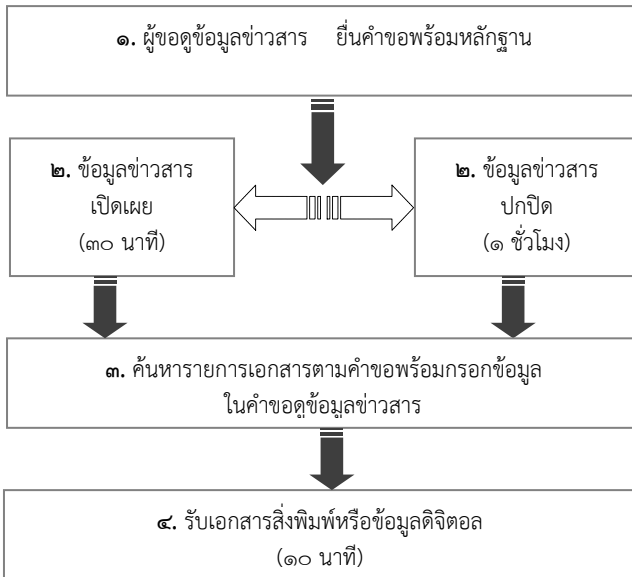 ๑. ผู้ขอดูข้อมูลข่าวสาร ยื่นคำขอพร้อมหลักฐาน
๒. ข้อมูลข่าวสาร
เปิดเผย
(๓๐ นาที)
๒. ข้อมูลข่าวสาร
ปกปิด
(๑ ชั่วโมง)
๓. ค้นหารายการเอกสารตามคำขอพร้อมกรอกข้อมูล
ในคำขอดูข้อมูลข่าวสาร
๔. รับเอกสารสิ่งพิมพ์หรือข้อมูลดิจิตอล
(๑๐ นาที)